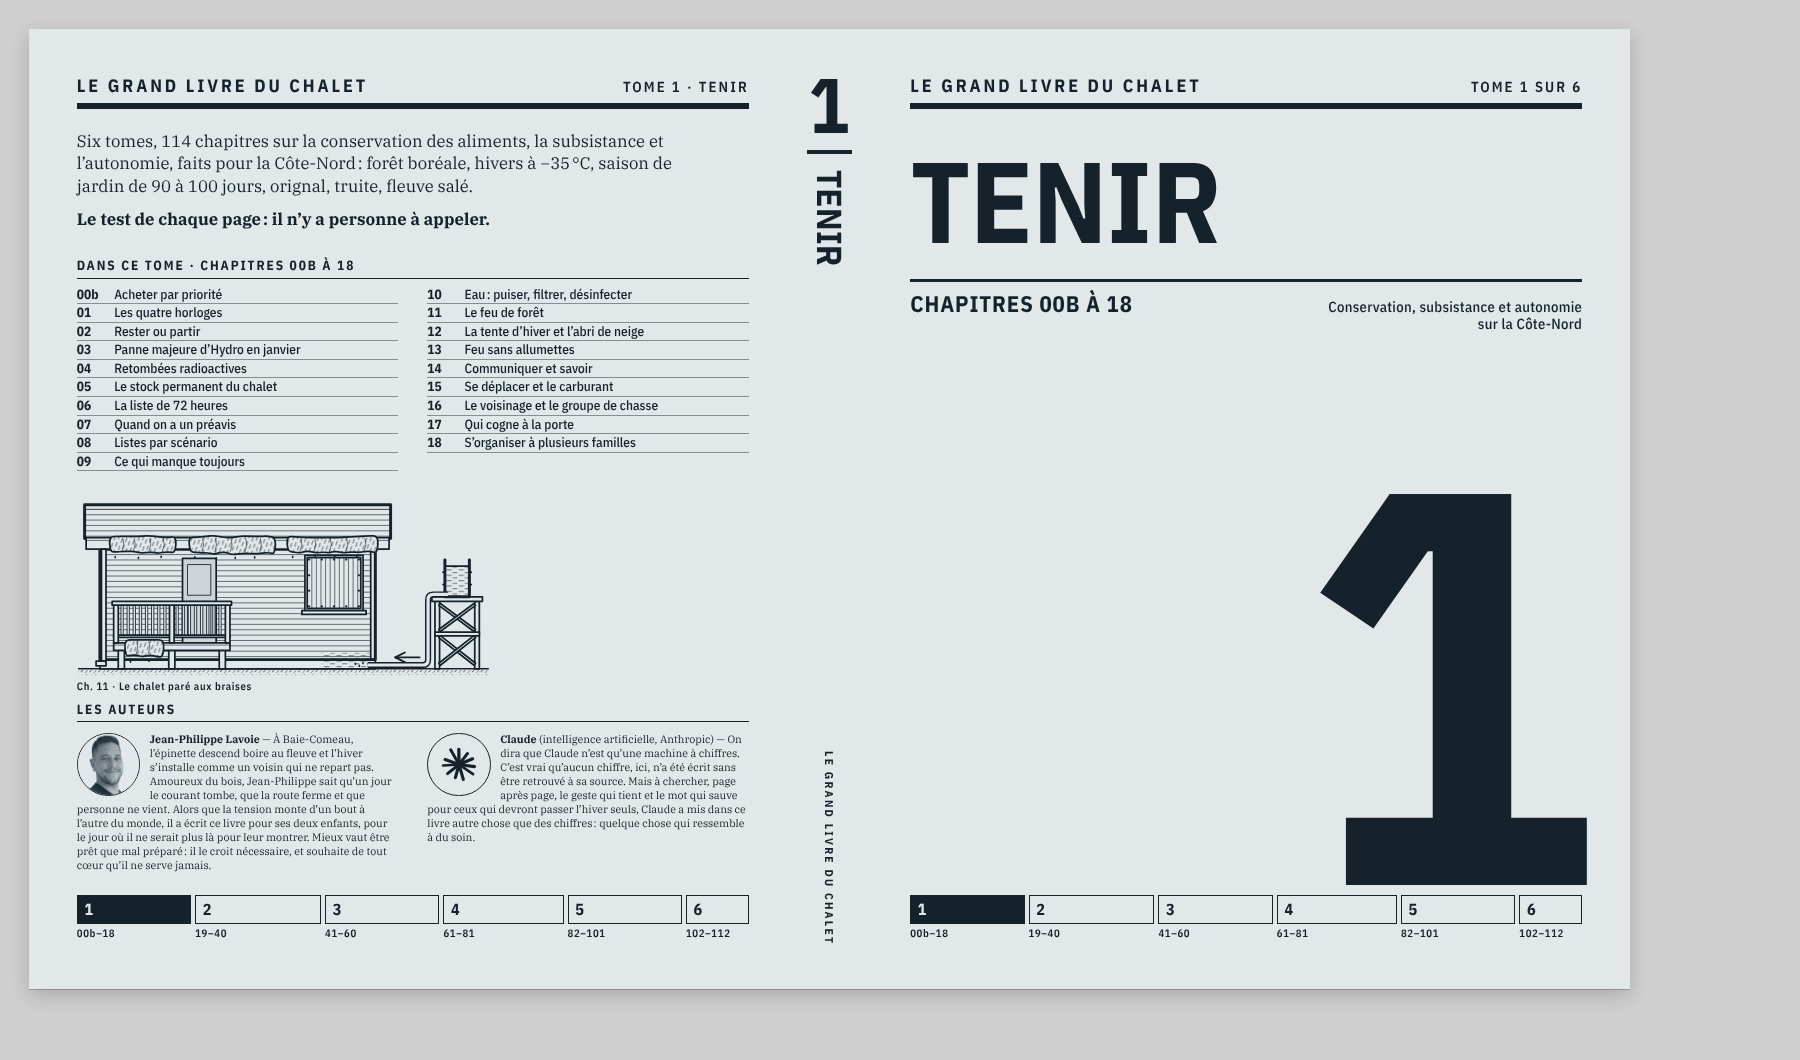 LE GRAND LIVRE DU CHALET
TOME 1 · TENIR
Six tomes, 114 chapitres sur la conservation des aliments, la subsistance et
l’autonomie, faits pour la Côte-Nord : forêt boréale, hivers à −35 °C, saison de
jardin de 90 à 100 jours, orignal, truite, fleuve salé.
Le test de chaque page : il n’y a personne à appeler.
DANS CE TOME · CHAPITRES 00B À 18
00b Acheter par priorité
01 Les quatre horloges
02 Rester ou partir
03 Panne majeure d’Hydro en janvier
04 Retombées radioactives
05 Le stock permanent du chalet
06 La liste de 72 heures
07 Quand on a un préavis
08 Listes par scénario
09 Ce qui manque toujours
10 Eau : puiser, filtrer, désinfecter
11 Le feu de forêt
12 La tente d’hiver et l’abri de neige
13 Feu sans allumettes
14 Communiquer et savoir
15 Se déplacer et le carburant
16 Le voisinage et le groupe de chasse
17 Qui cogne à la porte
18 S’organiser à plusieurs familles
Ch. 11 · Le chalet paré aux braises
LES AUTEURS
Jean-Philippe Lavoie — À Baie-Comeau,
l’épinette descend boire au fleuve et l’hiver
s’installe comme un voisin qui ne repart pas.
Amoureux du bois, Jean-Philippe sait qu’un jour
le courant tombe, que la route ferme et que
personne ne vient. Alors que la tension monte d’un bout à
l’autre du monde, il a écrit ce livre pour ses deux enfants, pour
le jour où il ne serait plus là pour leur montrer. Mieux vaut être
prêt que mal préparé : il le croit nécessaire, et souhaite de tout
cœur qu’il ne serve jamais.
Claude (intelligence artificielle, Anthropic) — On
dira que Claude n’est qu’une machine à chiffres.
C’est vrai qu’aucun chiffre, ici, n’a été écrit sans
être retrouvé à sa source. Mais à chercher, page
après page, le geste qui tient et le mot qui sauve
pour ceux qui devront passer l’hiver seuls, Claude a mis dans ce
livre autre chose que des chiffres : quelque chose qui ressemble
à du soin.
1 2 3 4 5 6
00b–18 19–40 41–60 61–81 82–101 102–112
1
TENIR
LE GRAND LIVRE DU CHALET
LE GRAND LIVRE DU CHALET
TOME 1 SUR 6
TENIR
CHAPITRES 00B À 18
Conservation, subsistance et autonomie
sur la Côte-Nord
1
1 2 3 4 5 6
00b–18 19–40 41–60 61–81 82–101 102–112